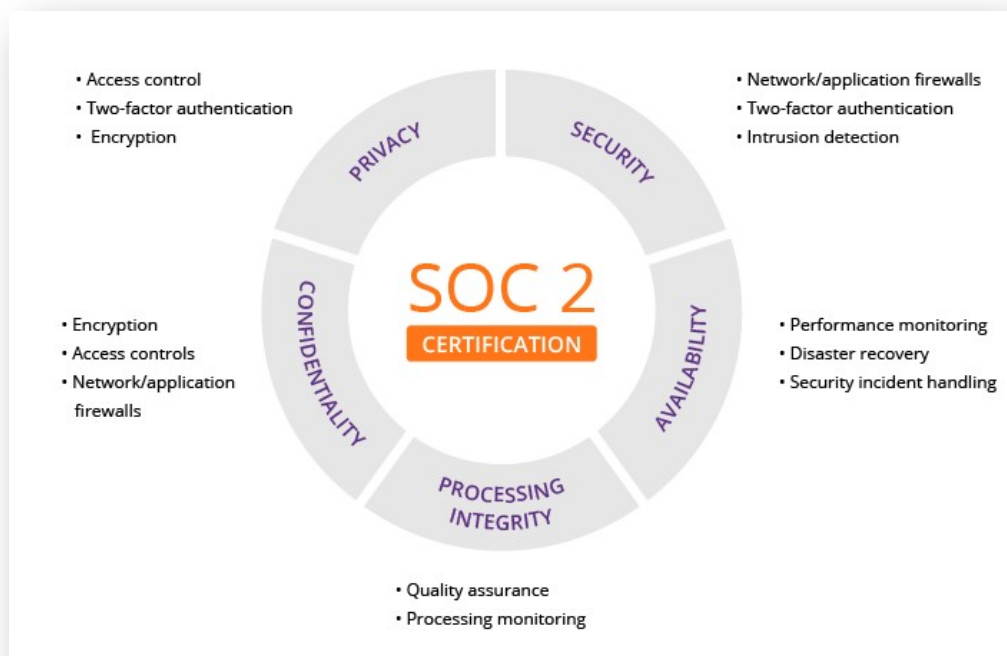 • Access control
• Two-factor authentication
• Encryption
PRIVACY
SECURITY
• Network/application firewalls
• Two-factor authentication
• Intrusion detection
SOC 2
CERTIFICATION
CONFIDENTIALITY
• Encryption
• Access controls
• Network/application
firewalls
AVAILABILITY
• Performance monitoring
• Disaster recovery
• Security incident handling
PROCESSING
INTEGRITY
• Quality assurance
• Processing monitoring